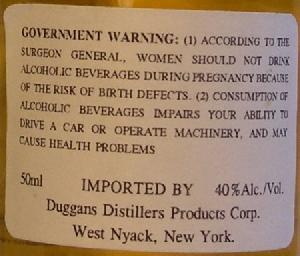 GOVERNMENT WARNING: (1) ACCORDING TO THE
SURGEON GENERAL, WOMEN SHOULD NOT DRINK
ALCOHOLIC BEVERAGES DURING PREGNANCY BECAUSE
OF THE RISK OF BIRTH DEFECTS. (2) CONSUMPTION OF
ALCOHOLIC BEVERAGES IMPAIRS YOUR ABILITY TO
DRIVE A CAR OR OPERATE MACHINERY, AND MAY
CAUSE HEALTH PROBLEMS
50ml IMPORTED BY 40%Alc./Vol.
Duggans Distillers Products Corp.
West Nyack, New York.